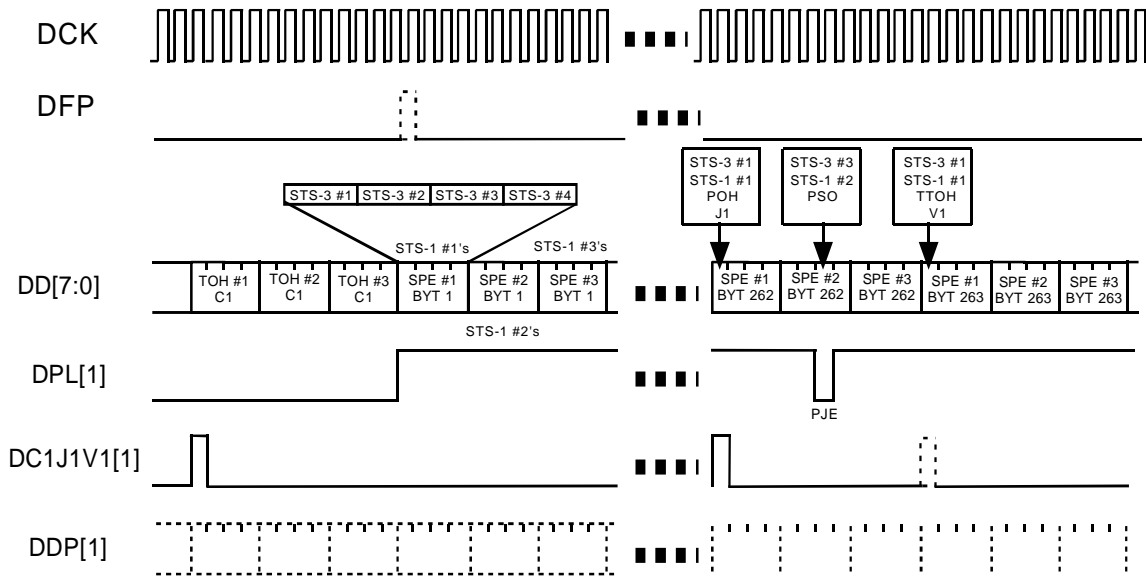 DCK
DFP
STS-3 #1
STS-1 #1
POH
J1
STS-3 #3
STS-1 #2
PSO
STS-3 #1
STS-1 #1
TTOH
V1
STS-3 #1 STS-3 #2 STS-3 #3 STS-3 #4
STS-1 #1's
STS-1 #3's
DD[7:0]
TOH #1
C1
TOH #2
C1
TOH #3
C1
SPE #1
BYT 1
SPE #2
BYT 1
SPE #3
BYT 1
SPE #1
BYT 262
SPE #2
BYT 262
SPE #3
BYT 262
SPE #1
BYT 263
SPE #2
BYT 263
SPE #3
BYT 263
STS-1 #2's
DPL[1]
PJE
DC1J1V1[1]
DDP[1]